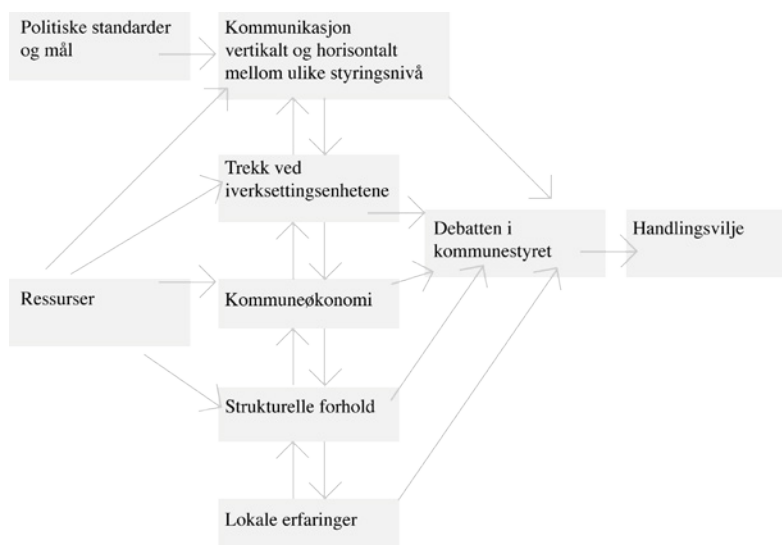 Politiske standarder
og mål
Kommunikasjon
vertikalt og horisontalt
mellom ulike styringsnivå
Trekk ved
iverksettingsenhetene
Debatten i
kommunestyret
Handlingsvilje
Ressurser
Kommuneøkonomi
Strukturelle forhold
Lokale erfaringer